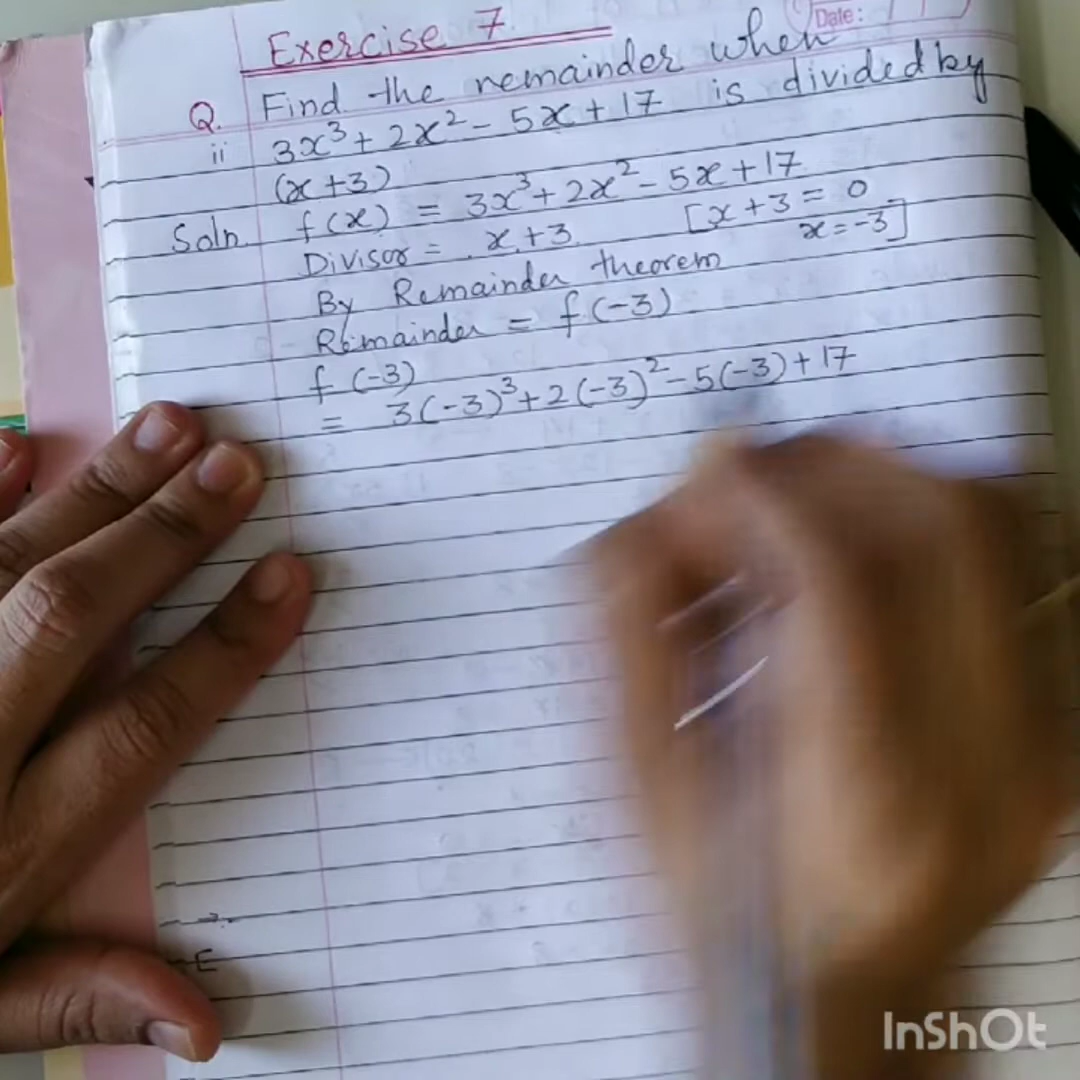 Date:
Exercise 7
Q. Find the remainder when
ii 3x³ + 2x² - 5x + 17 is divided by
(x + 3)
Soln. f(x) = 3x³ + 2x² - 5x + 17
Divisor = x + 3 [x + 3 = 0
x = -3]
By Remainder theorem
Remainder = f(-3)
f(-3)
= 3(-3)³ + 2(-3)² - 5(-3) + 17
E
InShOt